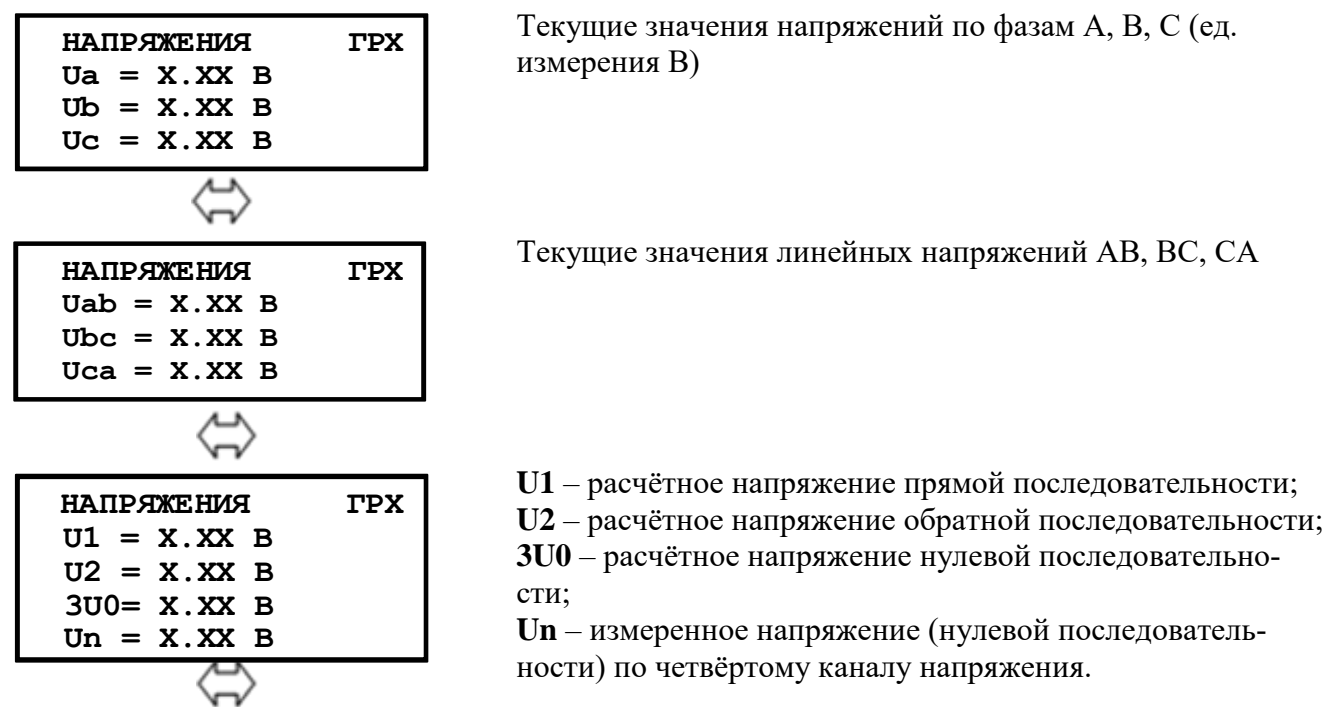 НАПРЯЖЕНИЯ ГРХ
Ua = X.XX В
Ub = X.XX В
Uc = X.XX В
Текущие значения напряжений по фазам А, В, С (ед.
измерения В)
НАПРЯЖЕНИЯ ГРХ
Uab = X.XX В
Ubc = X.XX В
Uca = X.XX В
Текущие значения линейных напряжений АВ, ВС, СА
НАПРЯЖЕНИЯ ГРХ
U1 = X.XX В
U2 = X.XX В
3U0= X.XX В
Un = X.XX В
U1 – расчётное напряжение прямой последовательности;
U2 – расчётное напряжение обратной последовательности;
3U0 – расчётное напряжение нулевой последовательно-
сти;
Un – измеренное напряжение (нулевой последователь-
ности) по четвёртому каналу напряжения.